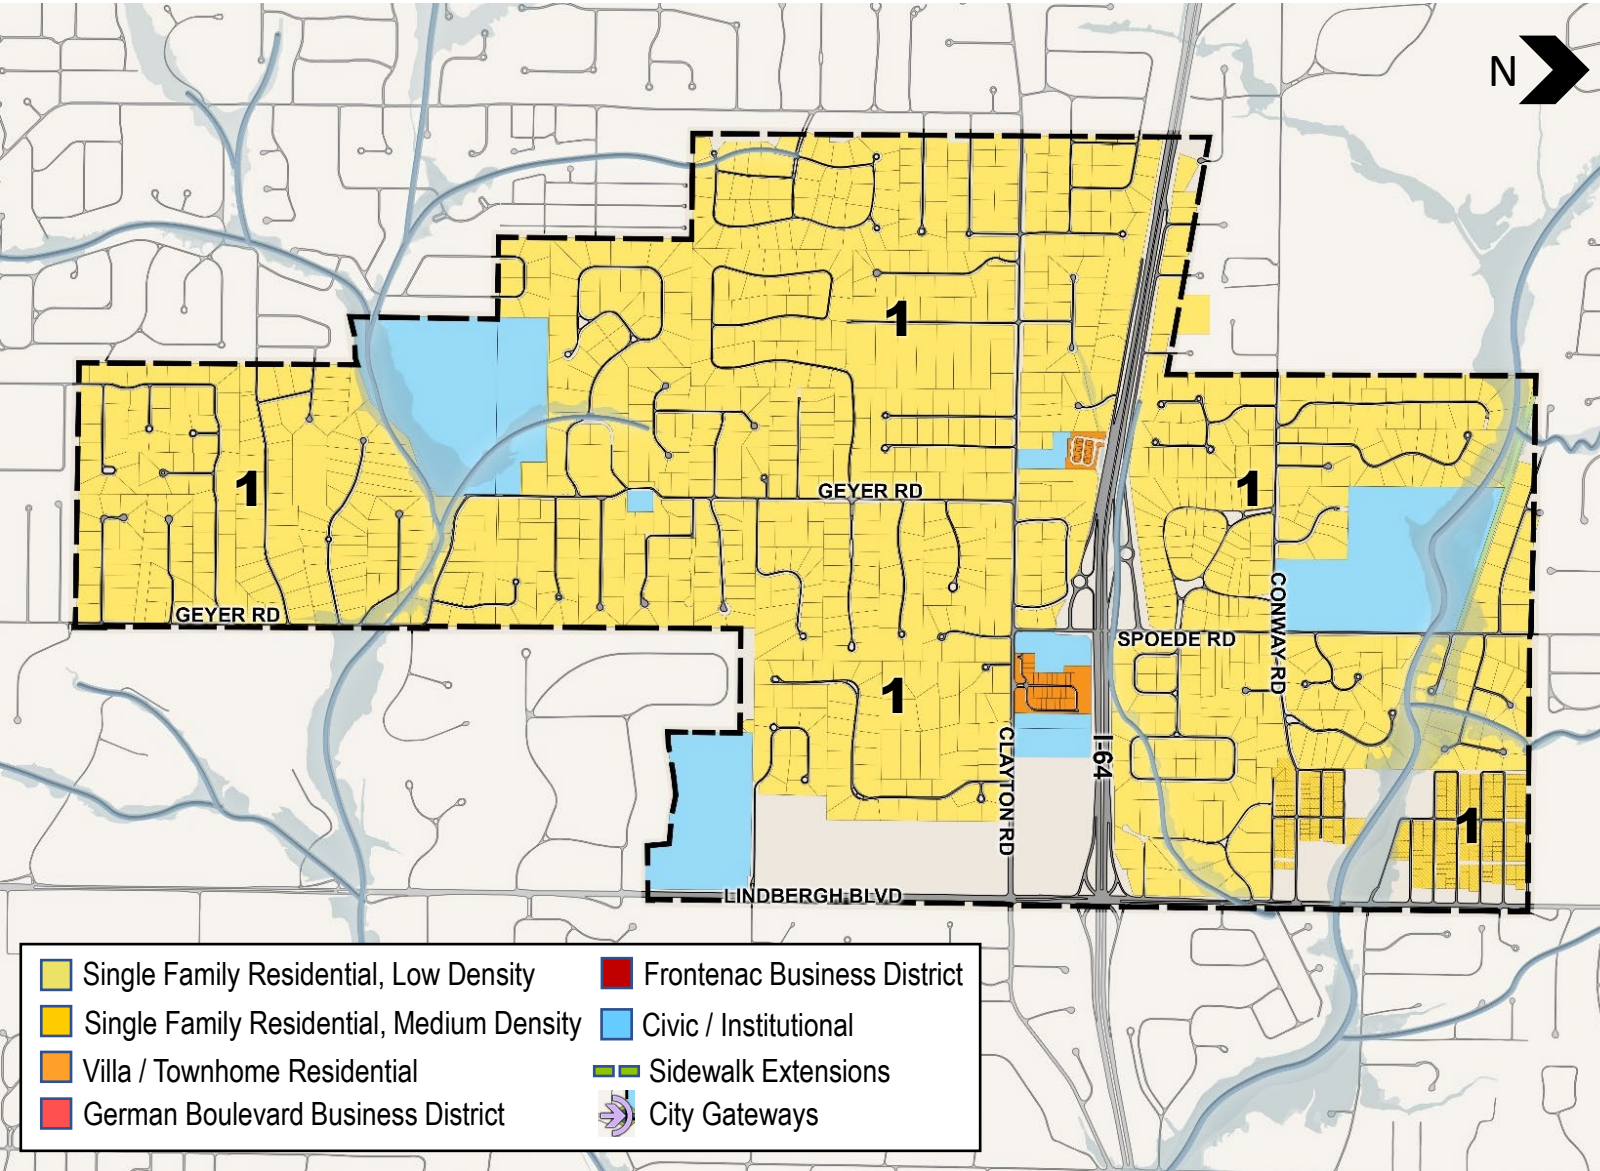 N
1
GEYER RD
1
1
GEYER RD
CONWAY RD
SPOEDE RD
1
CLAYTON RD
I-64
1
LINDBERGH BLVD
Single Family Residential, Low Density
Single Family Residential, Medium Density
Villa / Townhome Residential
German Boulevard Business District
Frontenac Business District
Civic / Institutional
Sidewalk Extensions
City Gateways